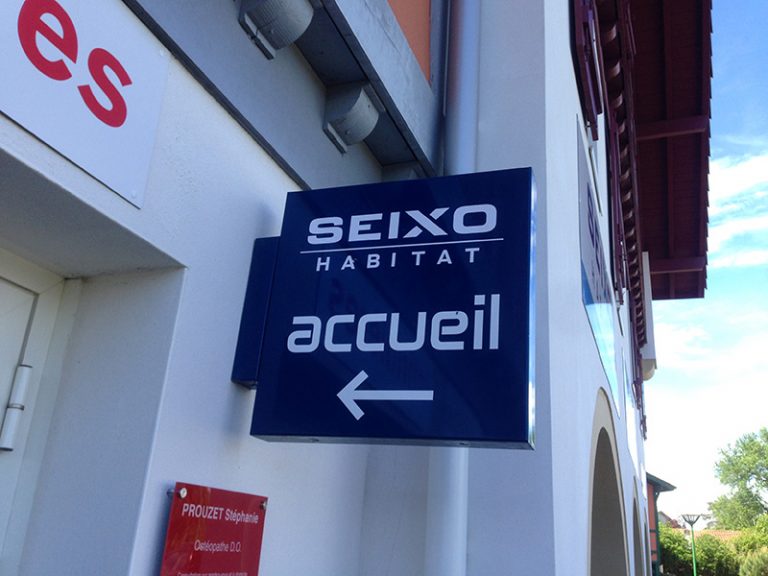 es
SEIXO
HABITAT
accueil
PROUZET Stéphanie
Ostéopathe D.O.